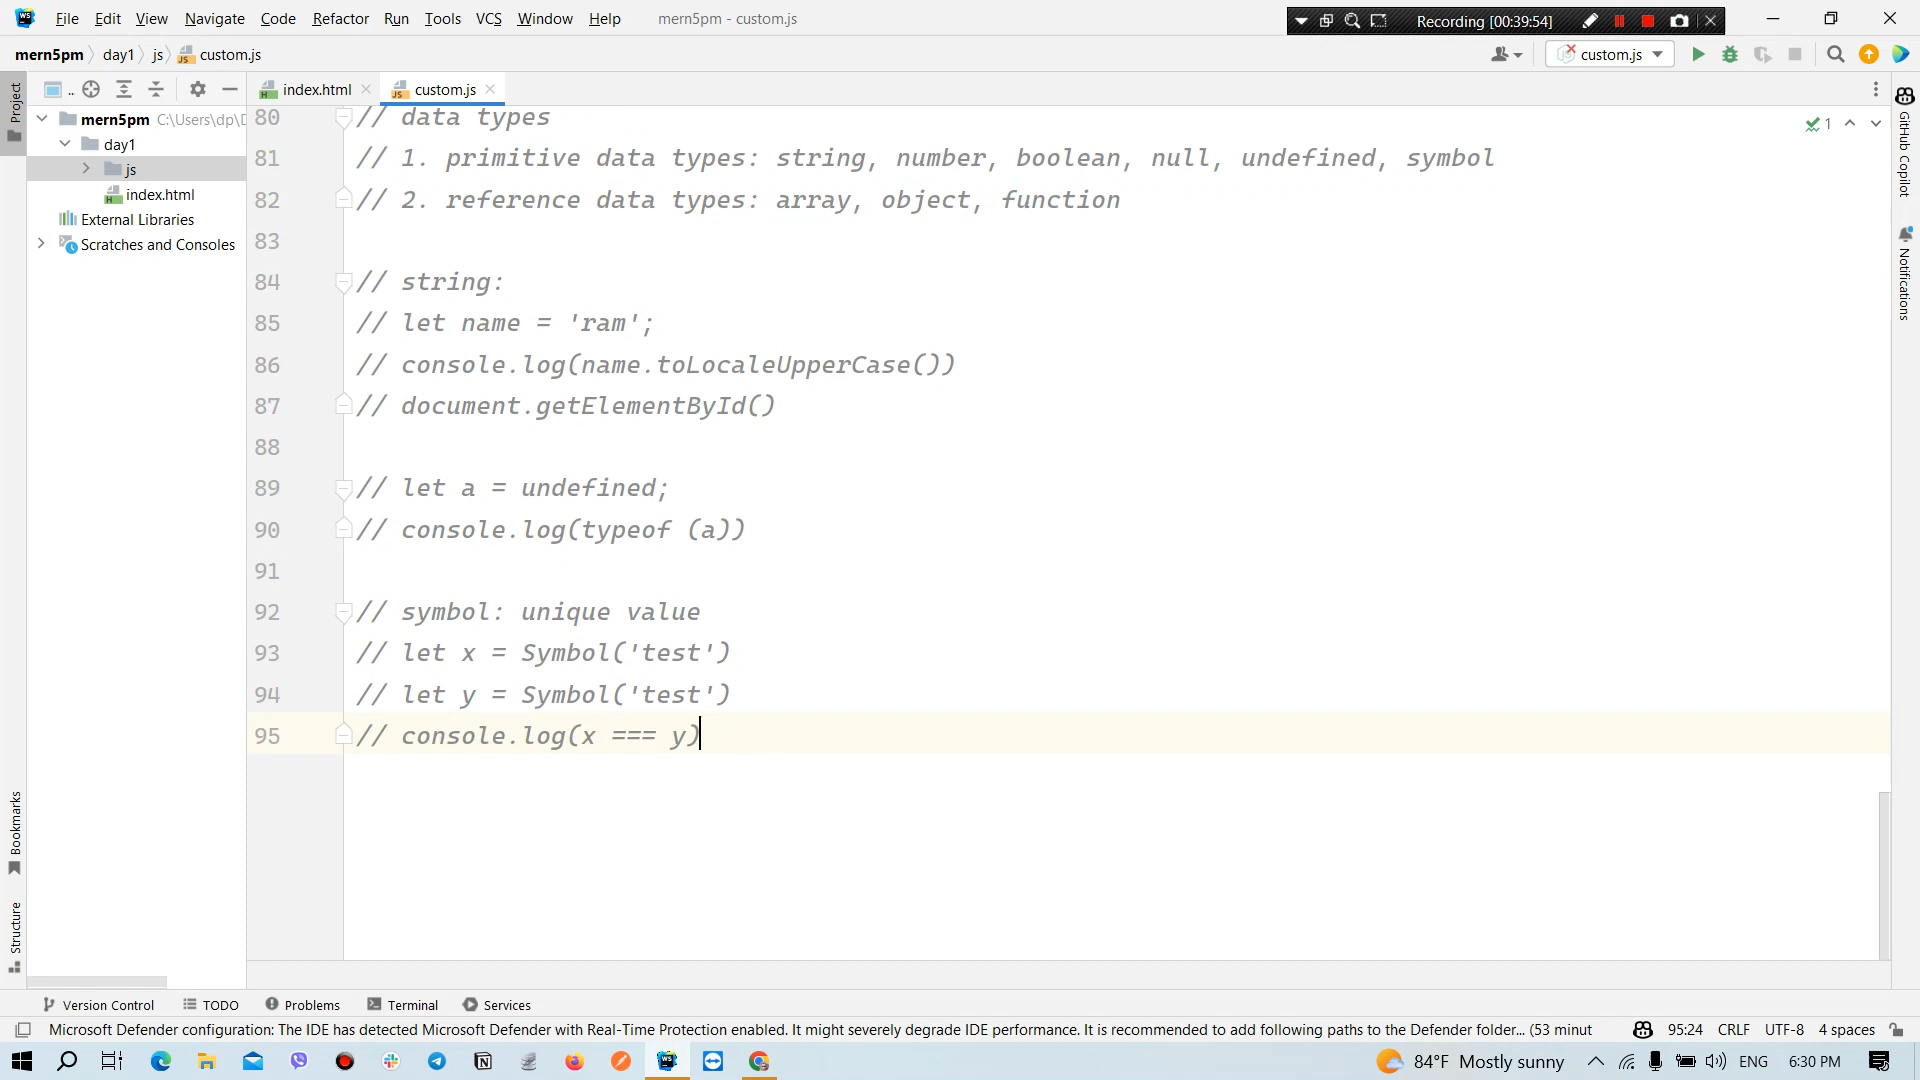 File Edit View Navigate Code Refactor Run Tools VCS Window Help mern5pm - custom.js Recording [00:39:54]
mern5pm day1 js custom.js custom.js
Project .. index.html custom.js
mern5pm C:\Users\dp\D
day1
js
index.html
External Libraries
Scratches and Consoles
80 // data types
81 // 1. primitive data types: string, number, boolean, null, undefined, symbol
82 // 2. reference data types: array, object, function
83
84 // string:
85 // let name = 'ram';
86 // console.log(name.toLocaleUpperCase())
87 // document.getElementById()
88
89 // let a = undefined;
90 // console.log(typeof (a))
91
92 // symbol: unique value
93 // let x = Symbol('test')
94 // let y = Symbol('test')
95 // console.log(x === y)
1
GitHub Copilot
Notifications
Bookmarks
Structure
Version Control TODO Problems Terminal Services
Microsoft Defender configuration: The IDE has detected Microsoft Defender with Real-Time Protection enabled. It might severely degrade IDE performance. It is recommended to add following paths to the Defender folder... (53 minut 95:24 CRLF UTF-8 4 spaces
84°F Mostly sunny ENG 6:30 PM